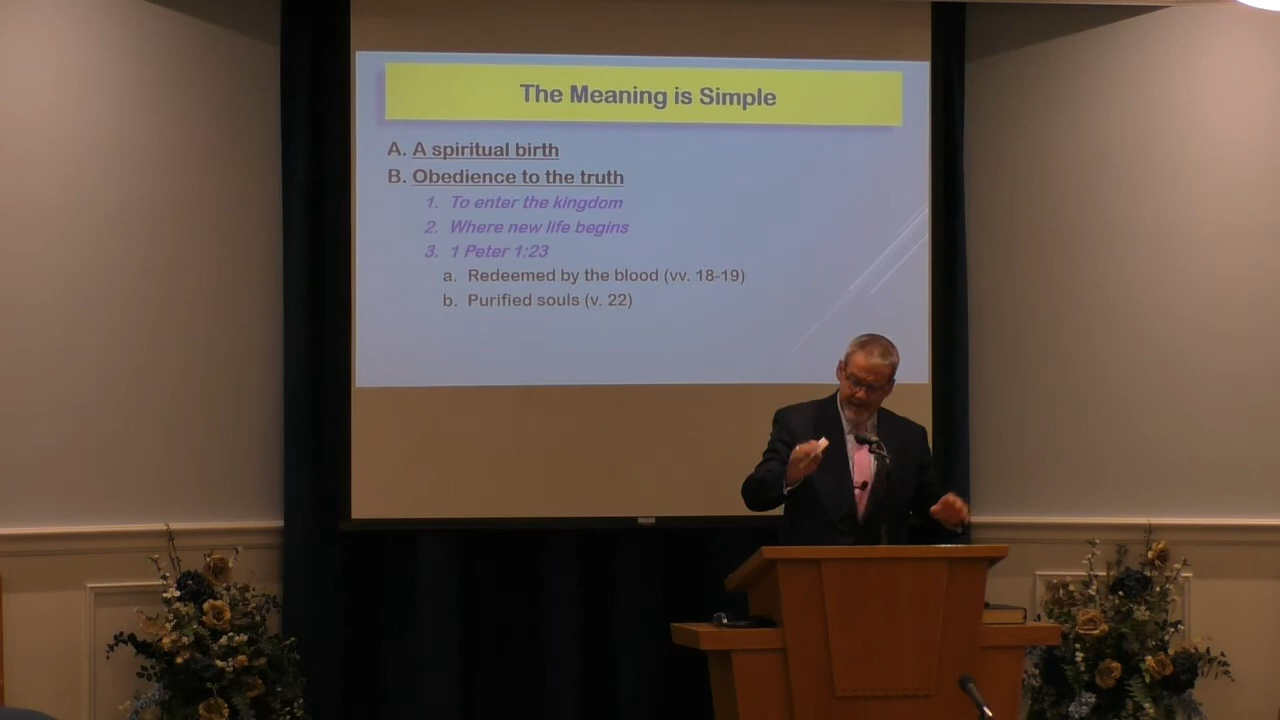 The Meaning is Simple
A. A spiritual birth
B. Obedience to the truth
1. To enter the kingdom
2. Where new life begins
3. 1 Peter 1:23
a. Redeemed by the blood (vv. 18-19)
b. Purified souls (v. 22)